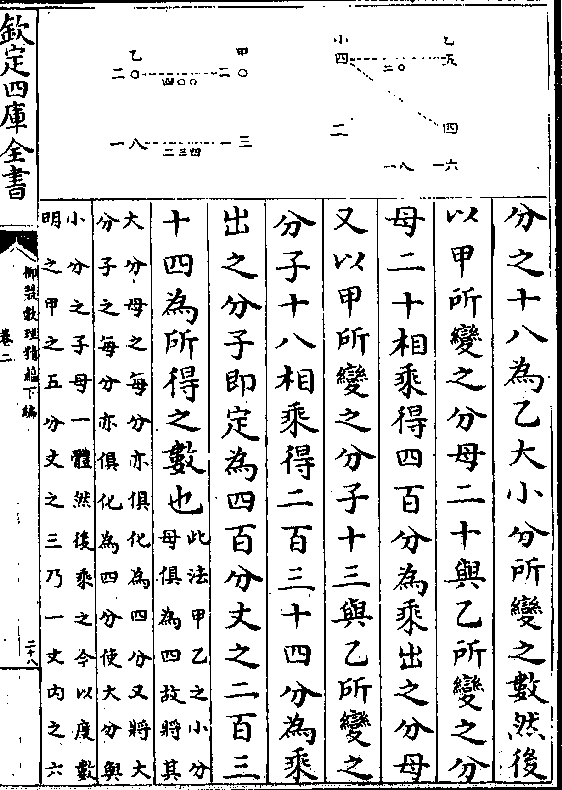 乙
五
四
一六
二〇
一八
小
四
二
甲
二〇
一三
四〇〇
二三四
乙
二〇
一八
分之十八為乙大小分所變之數然後
以甲所變之分母二十與乙所變之分
母二十相乘得四百分為乘出之分母
又以甲所變之分子十三與乙所變之
分子十八相乘得二百三十四分為乘
出之分子即定為四百分丈之二百三
十四為所得之數也
此法甲乙之小分
母俱為四故將其
大分母之每分亦俱化為四分又將大
分子之每分亦俱化為四分使大分與
小分之子母一體然後乘之今以度數
明之甲之五分丈之三乃一丈内之六
欽定四庫全書
御製數理精蘊下編
卷二
二十八